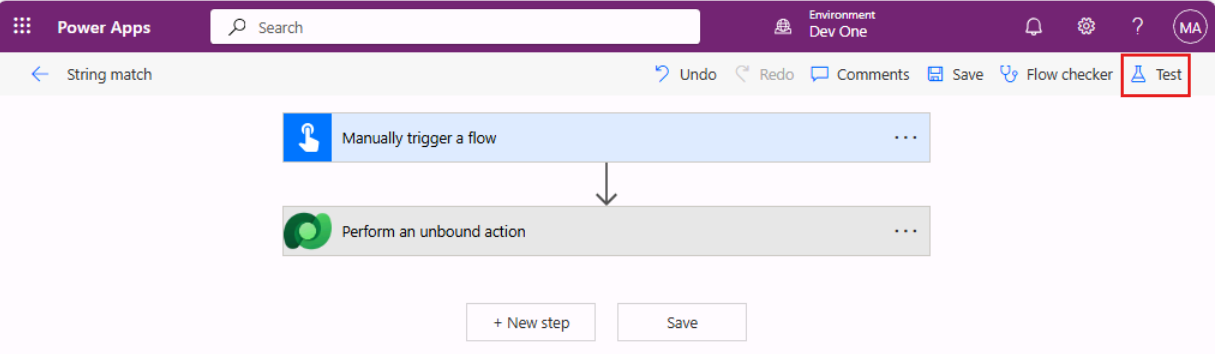 Power Apps
Search
Environment
Dev One
?
MA
String match
Undo
Redo
Comments
Save
Flow checker
Test
Manually trigger a flow
...
Perform an unbound action
...
+ New step
Save